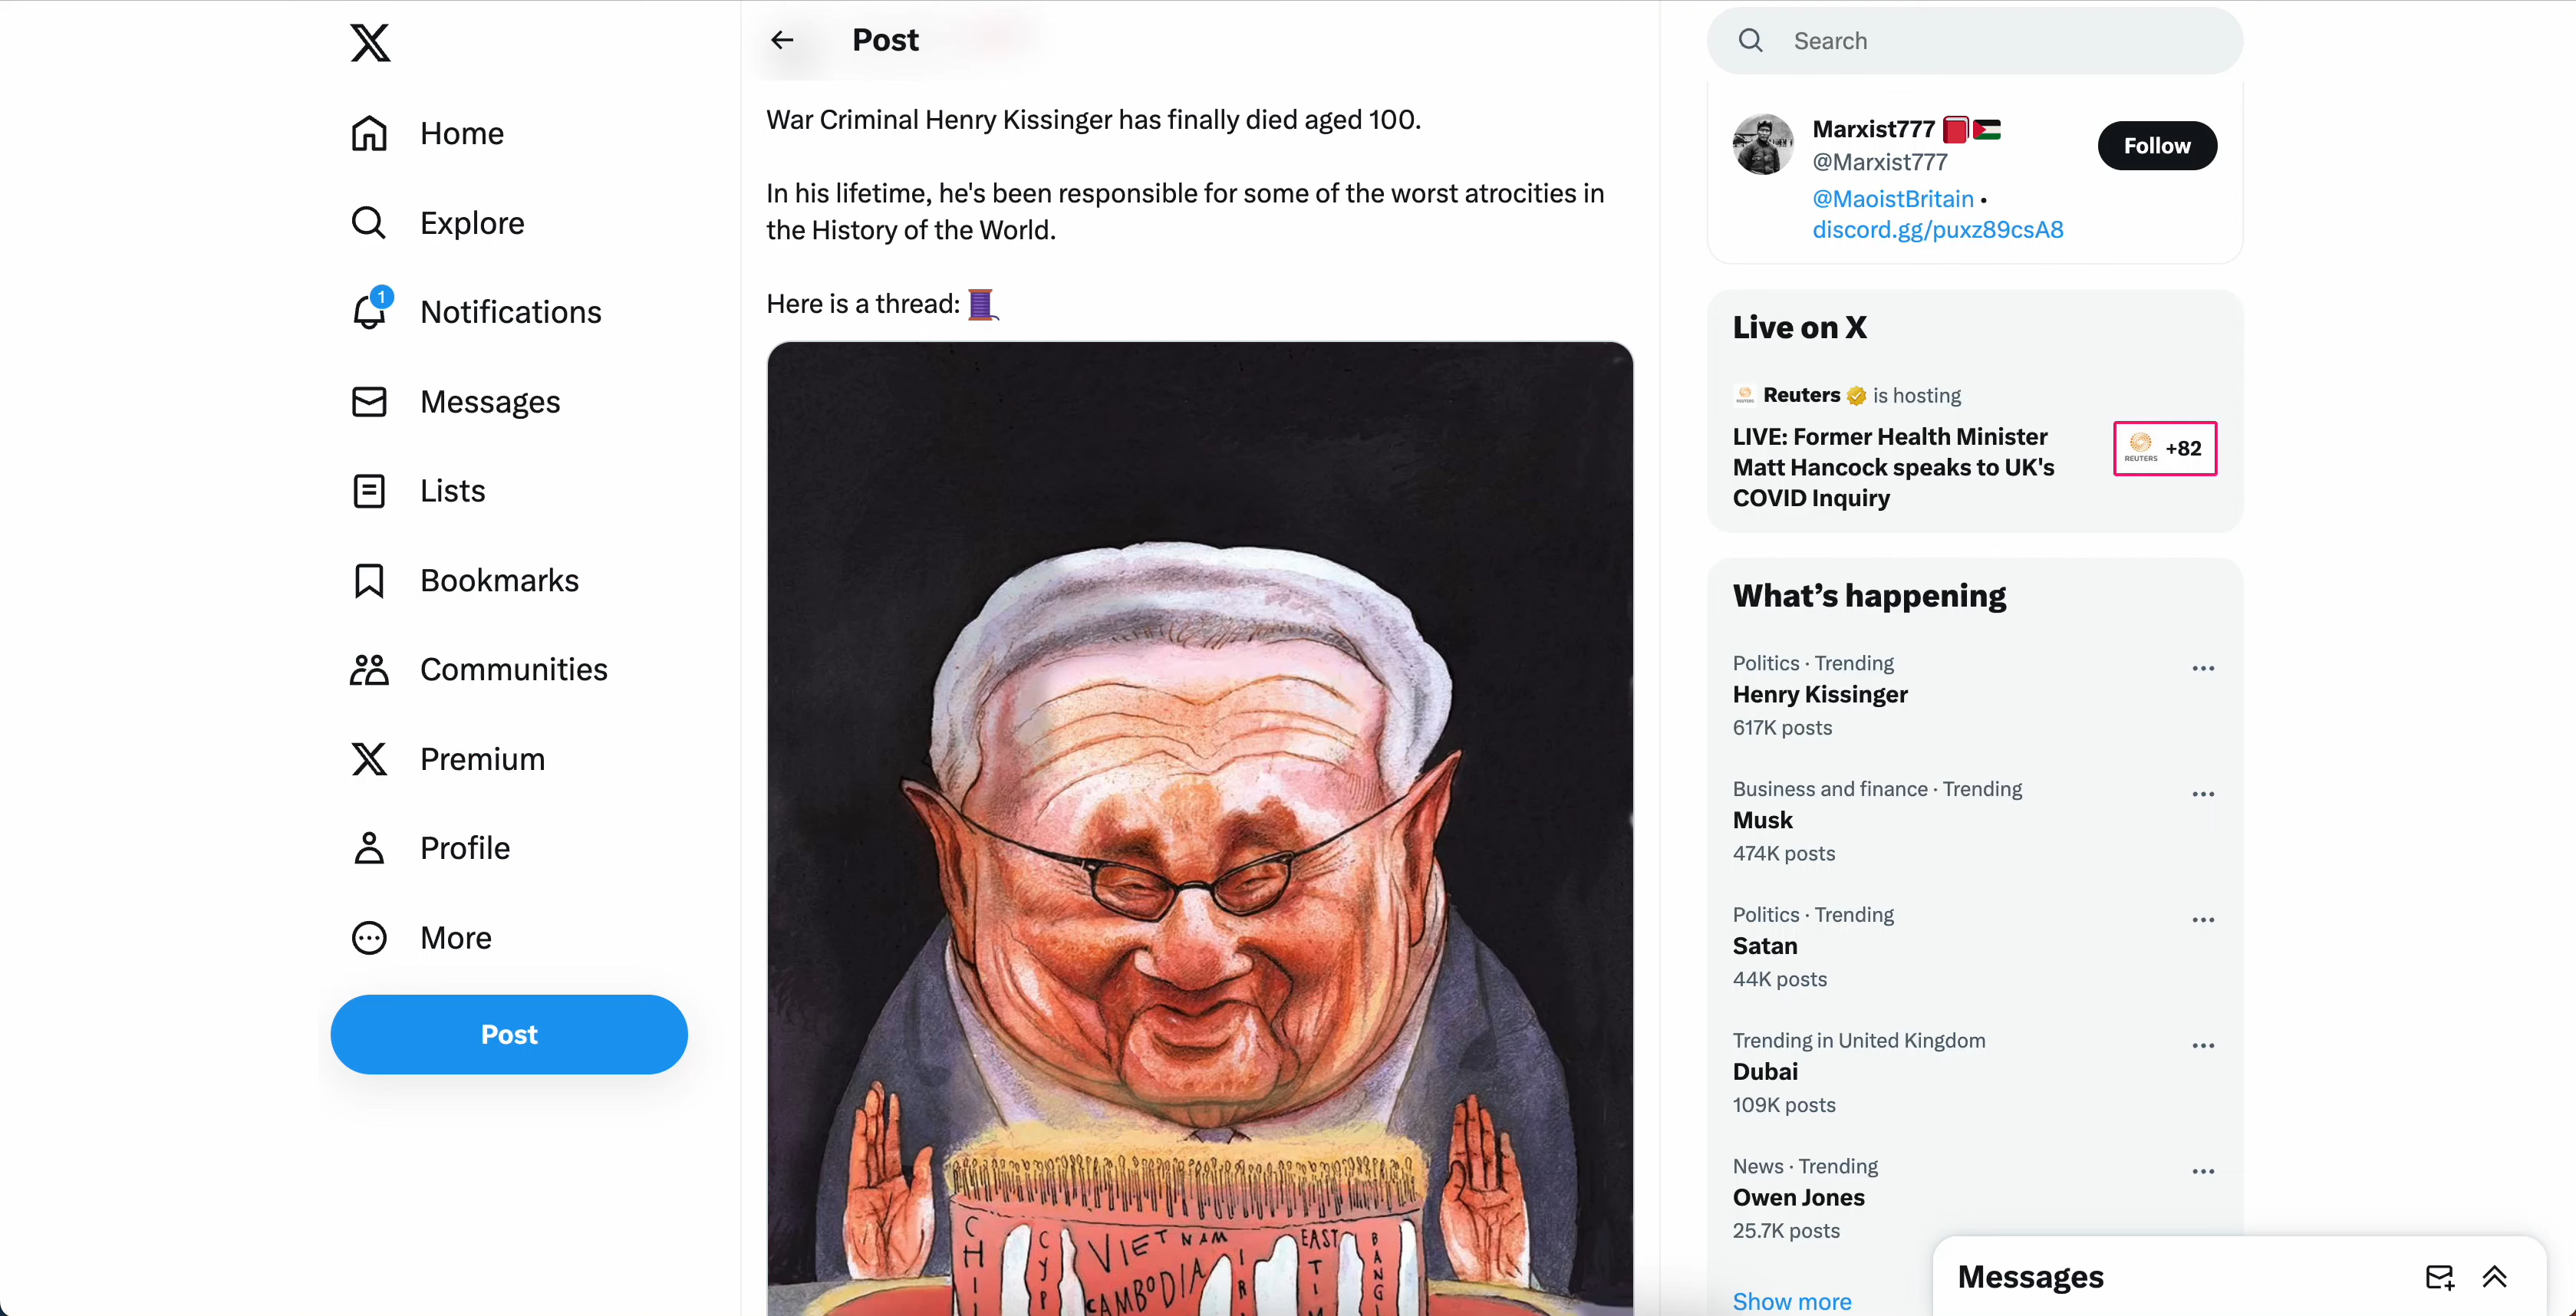 Home
Explore
1
Notifications
Messages
Lists
Bookmarks
Communities
Premium
Profile
More
Post
Post
War Criminal Henry Kissinger has finally died aged 100.
In his lifetime, he's been responsible for some of the worst atrocities in
the History of the World.
Here is a thread:
CHIL
CYP
VIETNAM
CAMBODIA
EAST
Search
Marxist777
@Marxist777
Follow
@MaoistBritain •
discord.gg/puxz89csA8
Live on X
Reuters is hosting
LIVE: Former Health Minister
Matt Hancock speaks to UK's
COVID Inquiry
REUTERS +82
What's happening
Politics · Trending
Henry Kissinger
617K posts
Business and finance · Trending
Musk
474K posts
Politics · Trending
Satan
44K posts
Trending in United Kingdom
Dubai
109K posts
News · Trending
Owen Jones
25.7K posts
Show more
Messages